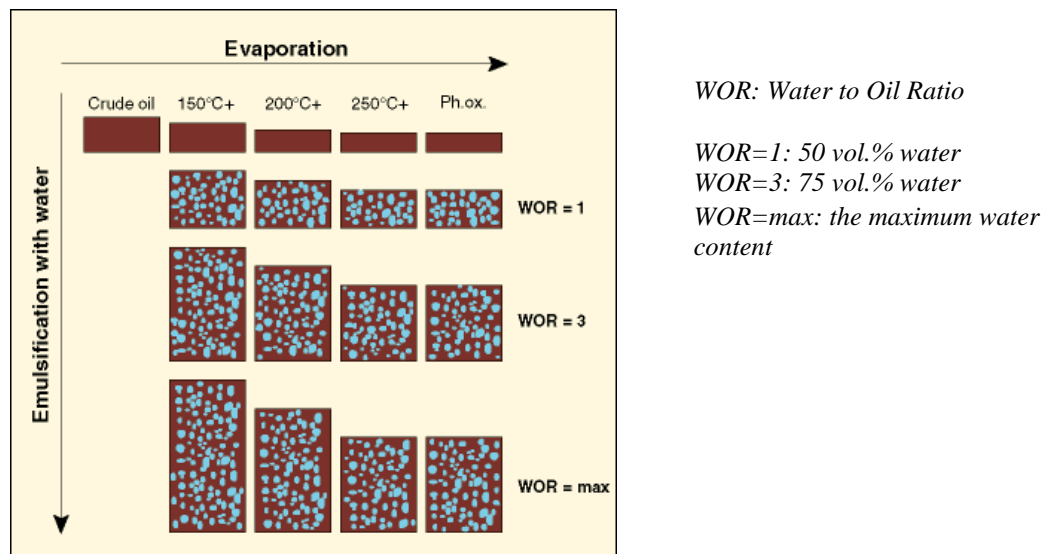 Evaporation
Crude oil 150°C+ 200°C+ 250°C+ Ph.ox.
Emulsification with water
WOR = 1
WOR = 3
WOR = max
WOR: Water to Oil Ratio
WOR=1: 50 vol.% water
WOR=3: 75 vol.% water
WOR=max: the maximum water
content